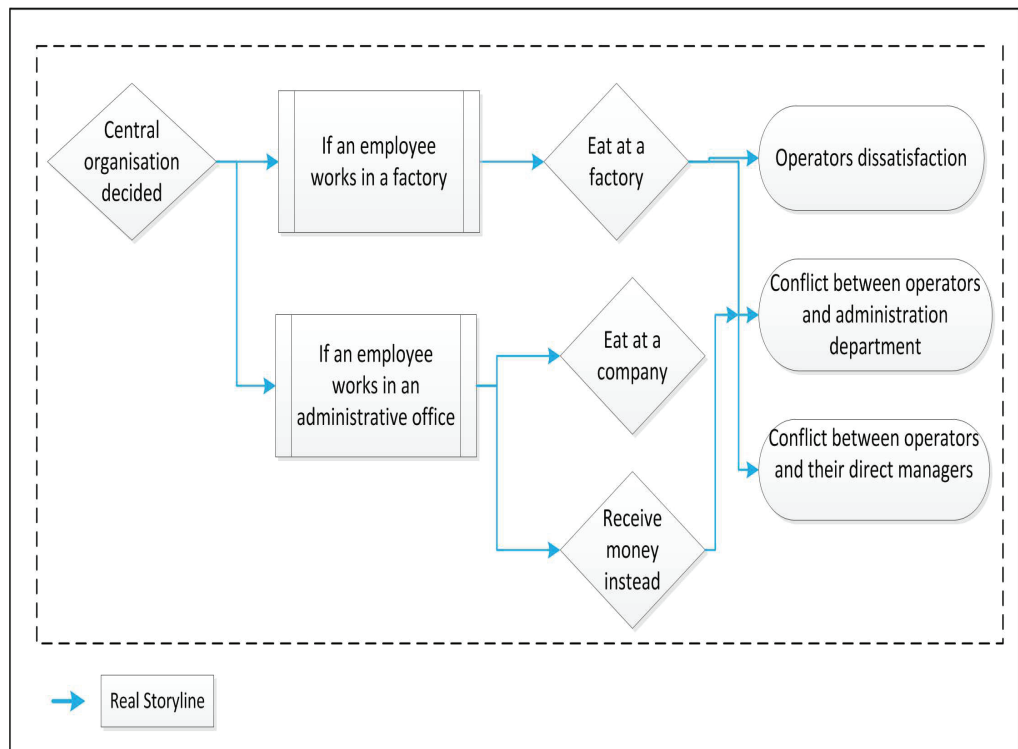 Central
organisation
decided
If an employee
works in a factory
Eat at a
factory
Operators dissatisfaction
If an employee
works in an
administrative office
Eat at a
company
Conflict between operators
and administration
department
Receive
money
instead
Conflict between operators
and their direct managers
Real Storyline